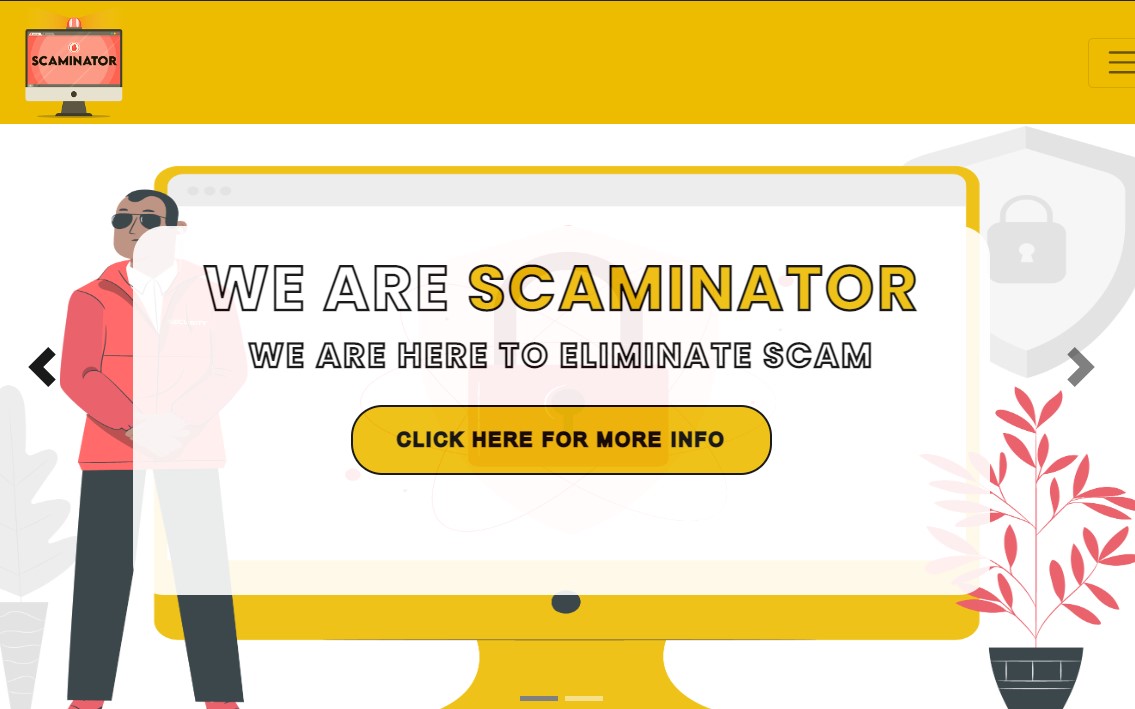 SCAMINATOR
WE ARE SCAMINATOR
WE ARE HERE TO ELIMINATE SCAM
CLICK HERE FOR MORE INFO